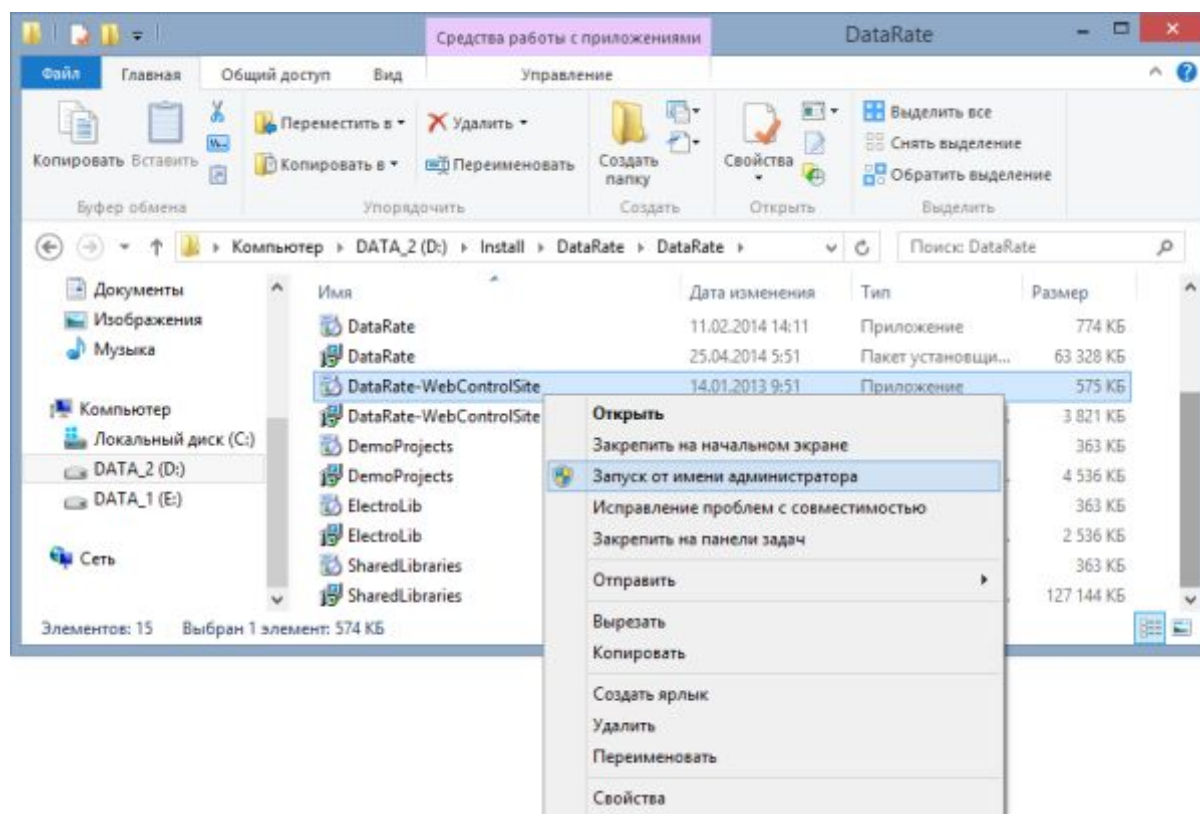 Средства работы с приложениями DataRate
Файл Главная Общий доступ Вид Управление
Копировать Вставить Переместить в Копировать в Удалить Переименовать Создать папку Свойства Выделить все Снять выделение Обратить выделение
Буфер обмена Упорядочить Создать Открыть Выделить
Компьютер DATA_2 (D:) Install DataRate DataRate Поиск: DataRate
Документы
Изображения
Музыка
Компьютер
Локальный диск (C:)
DATA_2 (D:)
DATA_1 (E:)
Сеть
Имя Дата изменения Тип Размер
DataRate 11.02.2014 14:11 Приложение 774 КБ
DataRate 25.04.2014 5:51 Пакет установщи... 63 328 КБ
DataRate-WebControlSite 14.01.2013 9:51 Приложение 575 КБ
DataRate-WebControlSite 3 821 КБ
DemoProjects 363 КБ
DemoProjects 4 536 КБ
ElectroLib 363 КБ
ElectroLib 2 536 КБ
SharedLibraries 363 КБ
SharedLibraries 127 144 КБ
Элементов: 15 Выбран 1 элемент: 574 КБ
Открыть
Закрепить на начальном экране
Запуск от имени администратора
Исправление проблем с совместимостью
Закрепить на панели задач
Отправить
Вырезать
Копировать
Создать ярлык
Удалить
Переименовать
Свойства